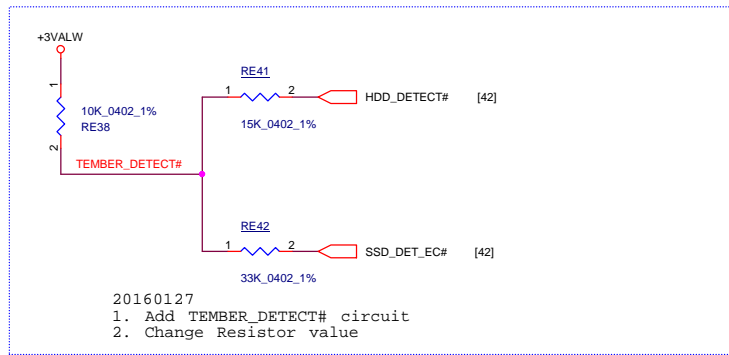 +3VALW
RE41
1
1 2
HDD_DETECT# [42]
10K_0402_1%
RE38
15K_0402_1%
2
TEMBER_DETECT#
RE42
1 2
SSD_DET_EC# [42]
33K_0402_1%
20160127
1. Add TEMBER_DETECT# circuit
2. Change Resistor value